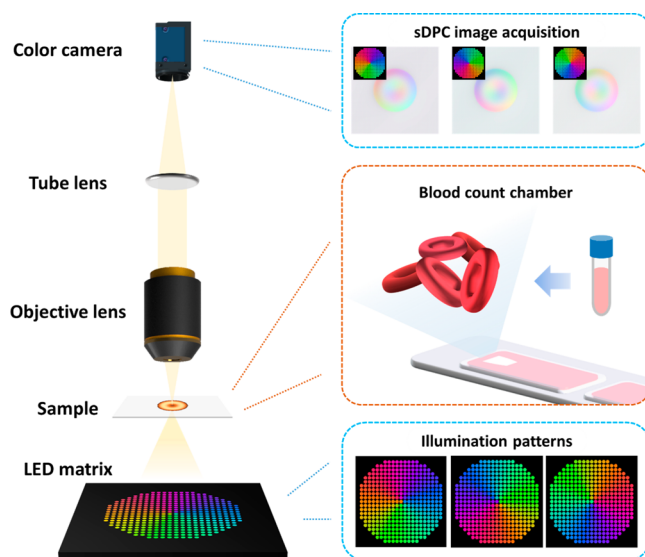 Color camera
sDPC image acquisition
Tube lens
Blood count chamber
Objective lens
Sample
LED matrix
Illumination patterns